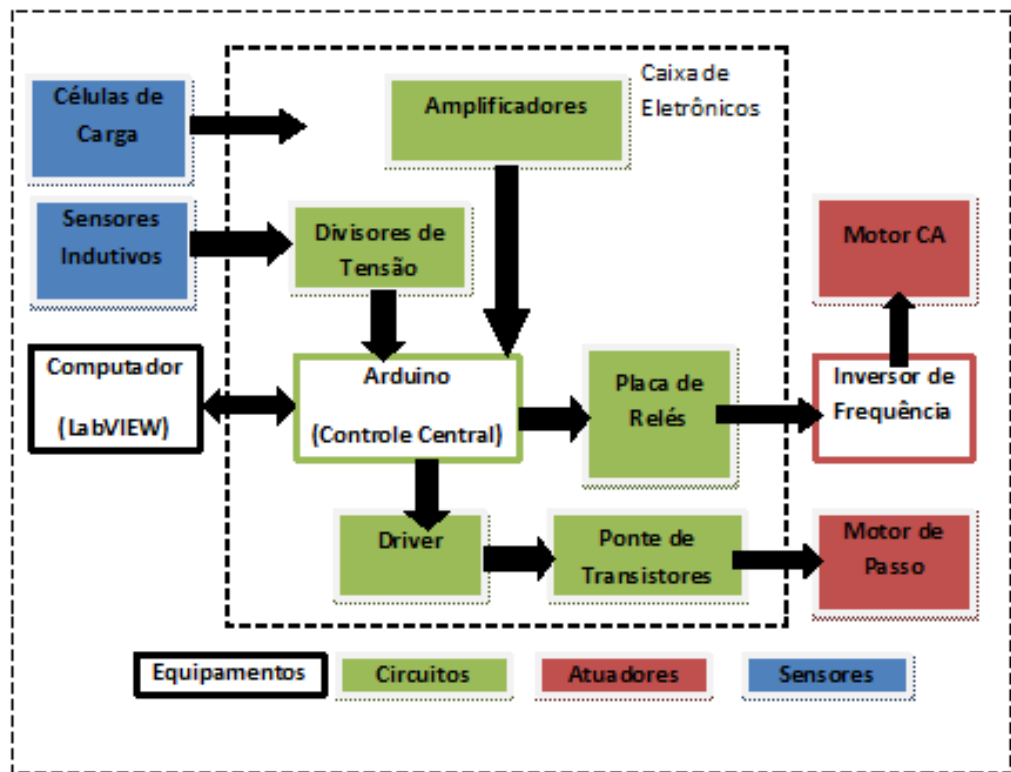 Células de
Carga
Amplificadores
Caixa de
Eletrônicos
Sensores
Indutivos
Divisores de
Tensão
Motor CA
Computador
(LabVIEW)
Arduino
(Controle Central)
Placa de
Relés
Inversor de
Frequência
Driver
Ponte de
Transistores
Motor de
Passo
Equipamentos
Circuitos
Atuadores
Sensores